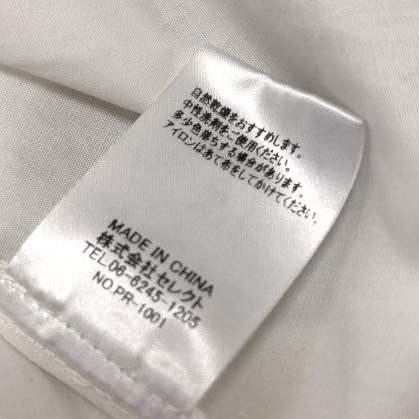 自然乾燥をおすすめします。
中性洗剤をご使用ください。
多少色落ちする場合があります。
アイロンはあて布をしてかけてください。
MADE IN CHINA
株式会社セレクト
TEL.06-6245-1205
NO.PR-1001